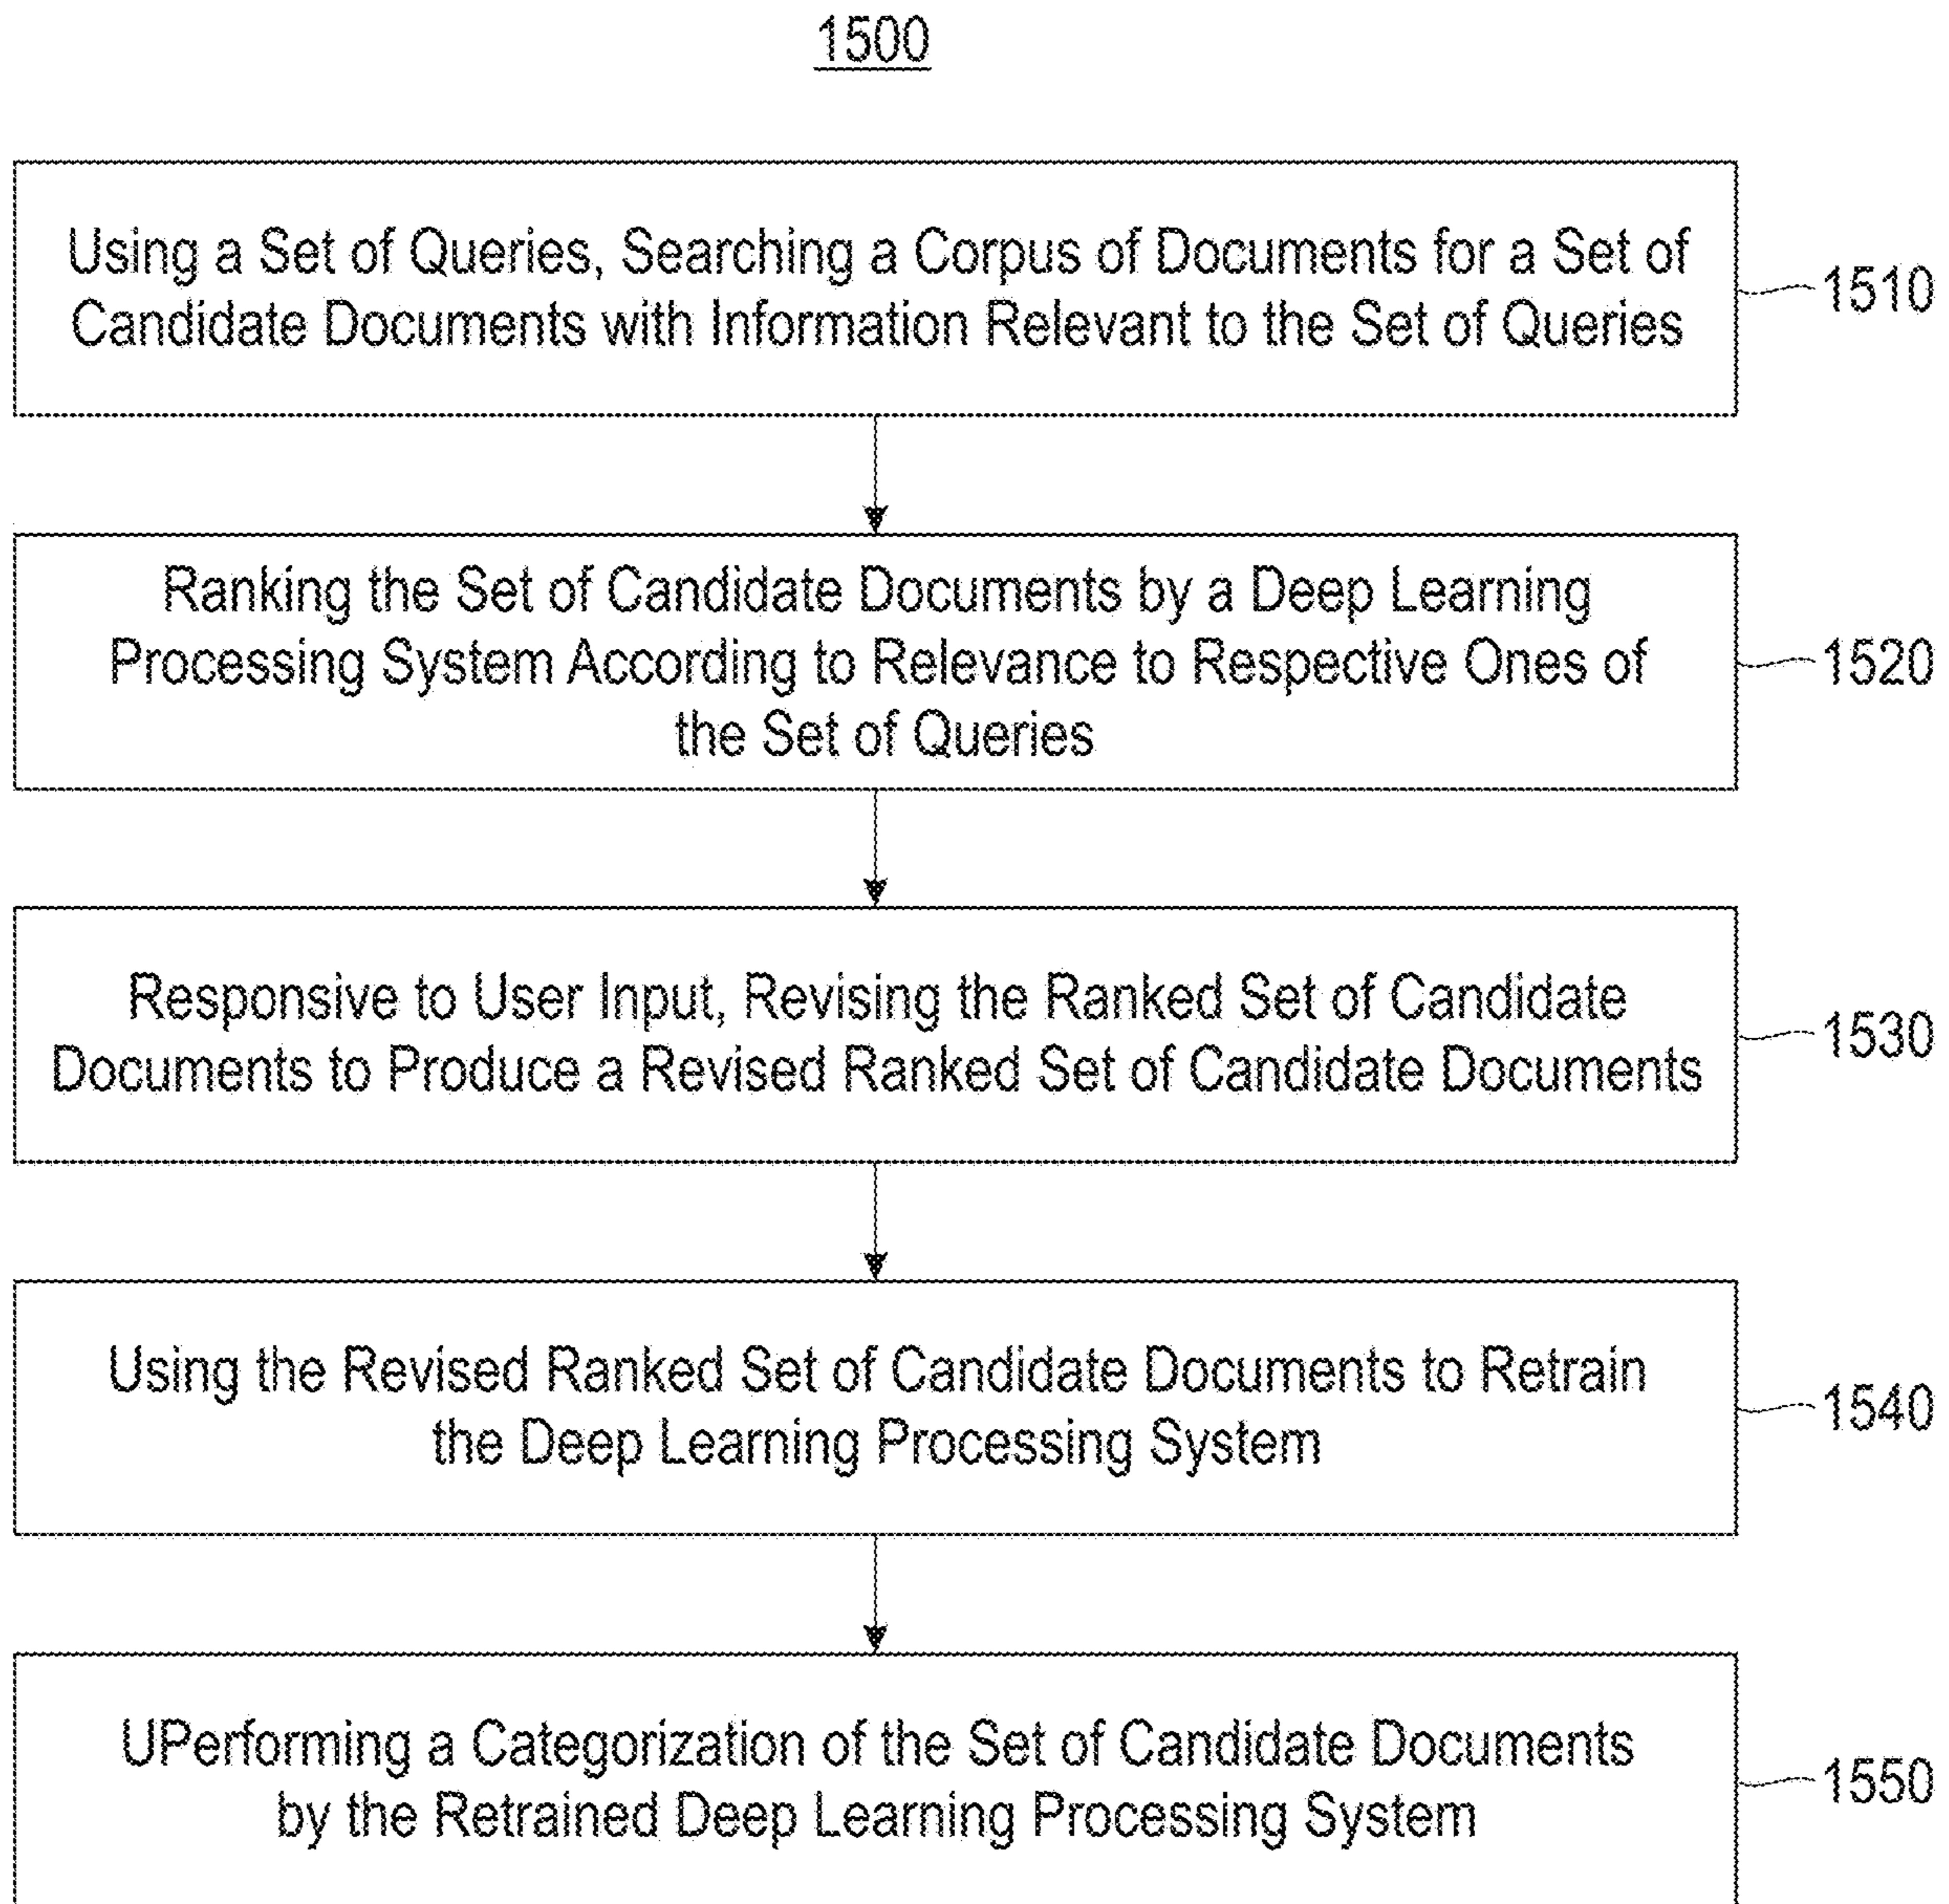 1500
Using a Set of Queries, Searching a Corpus of Documents for a Set of
Candidate Documents with Information Relevant to the Set of Queries
1510
Ranking the Set of Candidate Documents by a Deep Learning
Processing System According to Relevance to Respective Ones of
the Set of Queries
1520
Responsive to User Input, Revising the Ranked Set of Candidate
Documents to Produce a Revised Ranked Set of Candidate Documents
1530
Using the Revised Ranked Set of Candidate Documents to Retrain
the Deep Learning Processing System
1540
UPerforming a Categorization of the Set of Candidate Documents
by the Retrained Deep Learning Processing System
1550